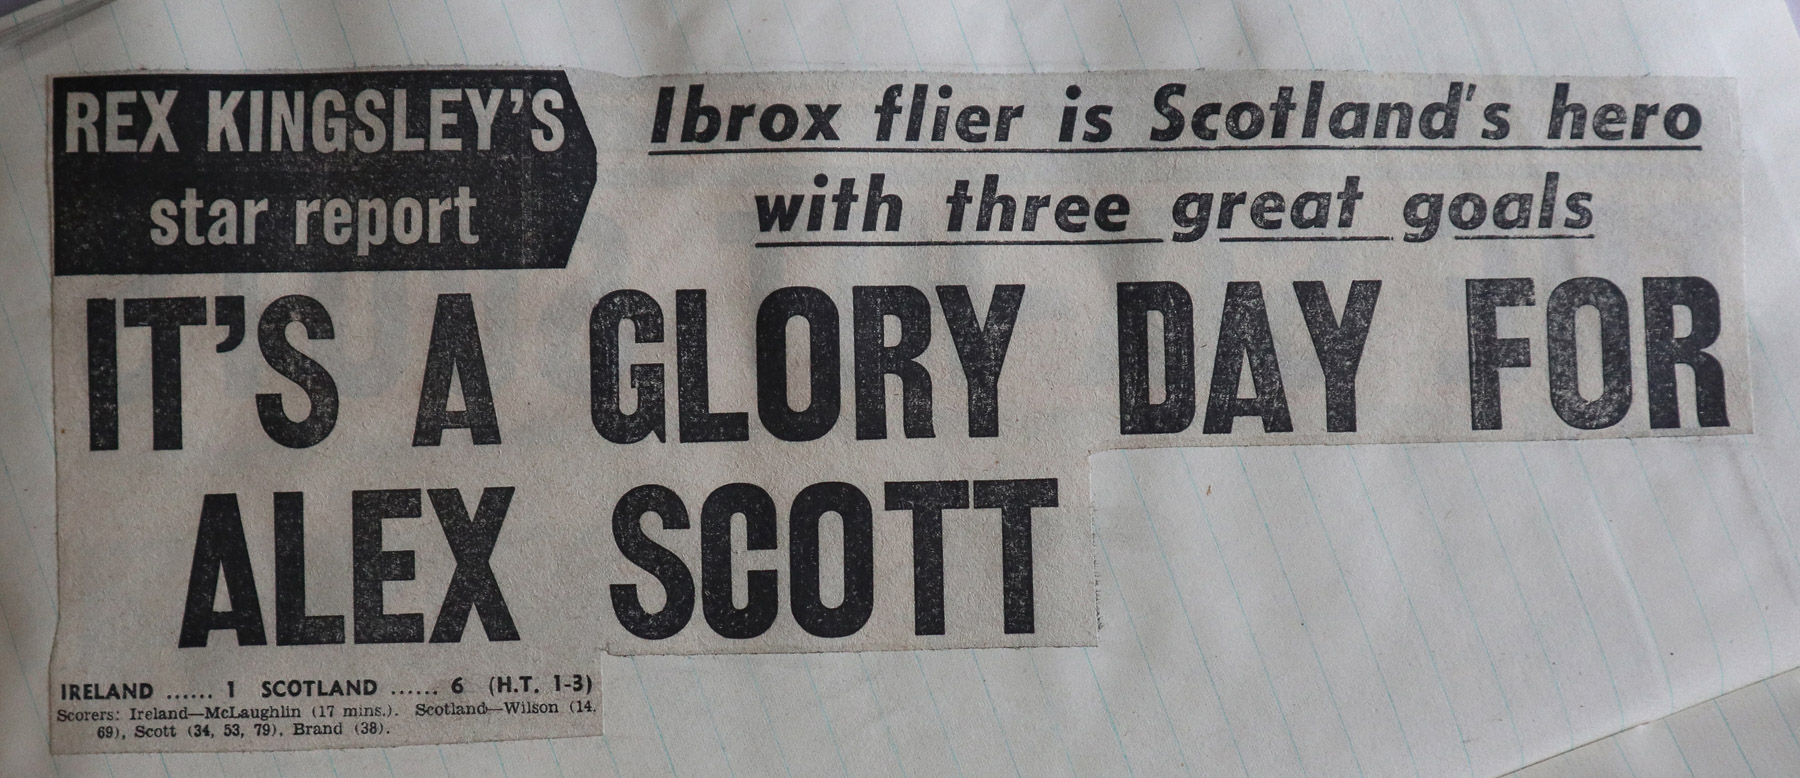 REX KINGSLEY'S
star report
Ibrox flier is Scotland's hero
with three great goals
IT'S A GLORY DAY FOR
ALEX SCOTT
IRELAND ...... 1 SCOTLAND ...... 6 (H.T. 1-3)
Scorers: Ireland—McLaughlin (17 mins.). Scotland—Wilson (14,
69), Scott (34, 53, 79), Brand (38).